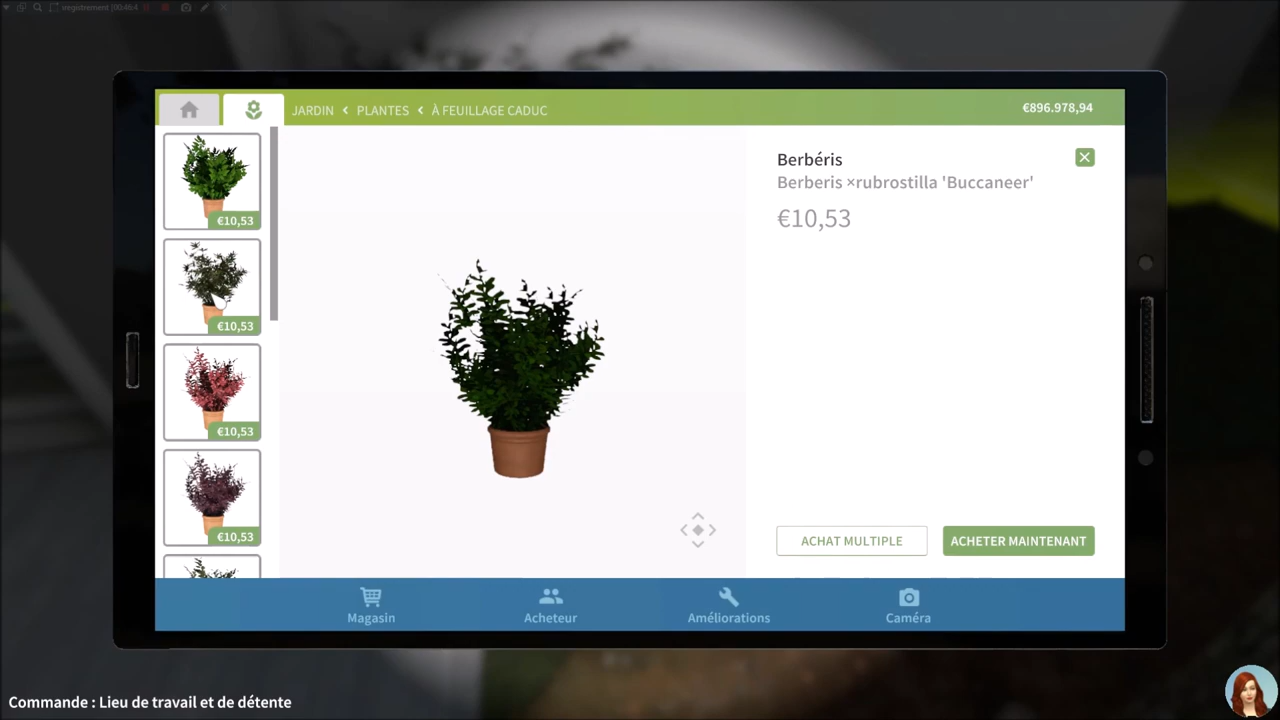 JARDIN < PLANTES < À FEUILLAGE CADUC
€896.978,94
€10,53
€10,53
€10,53
€10,53
Berbéris
Berberis ×rubrostilla 'Buccaneer'
€10,53
ACHAT MULTIPLE
ACHETER MAINTENANT
Magasin
Acheteur
Améliorations
Caméra
Commande : Lieu de travail et de détente